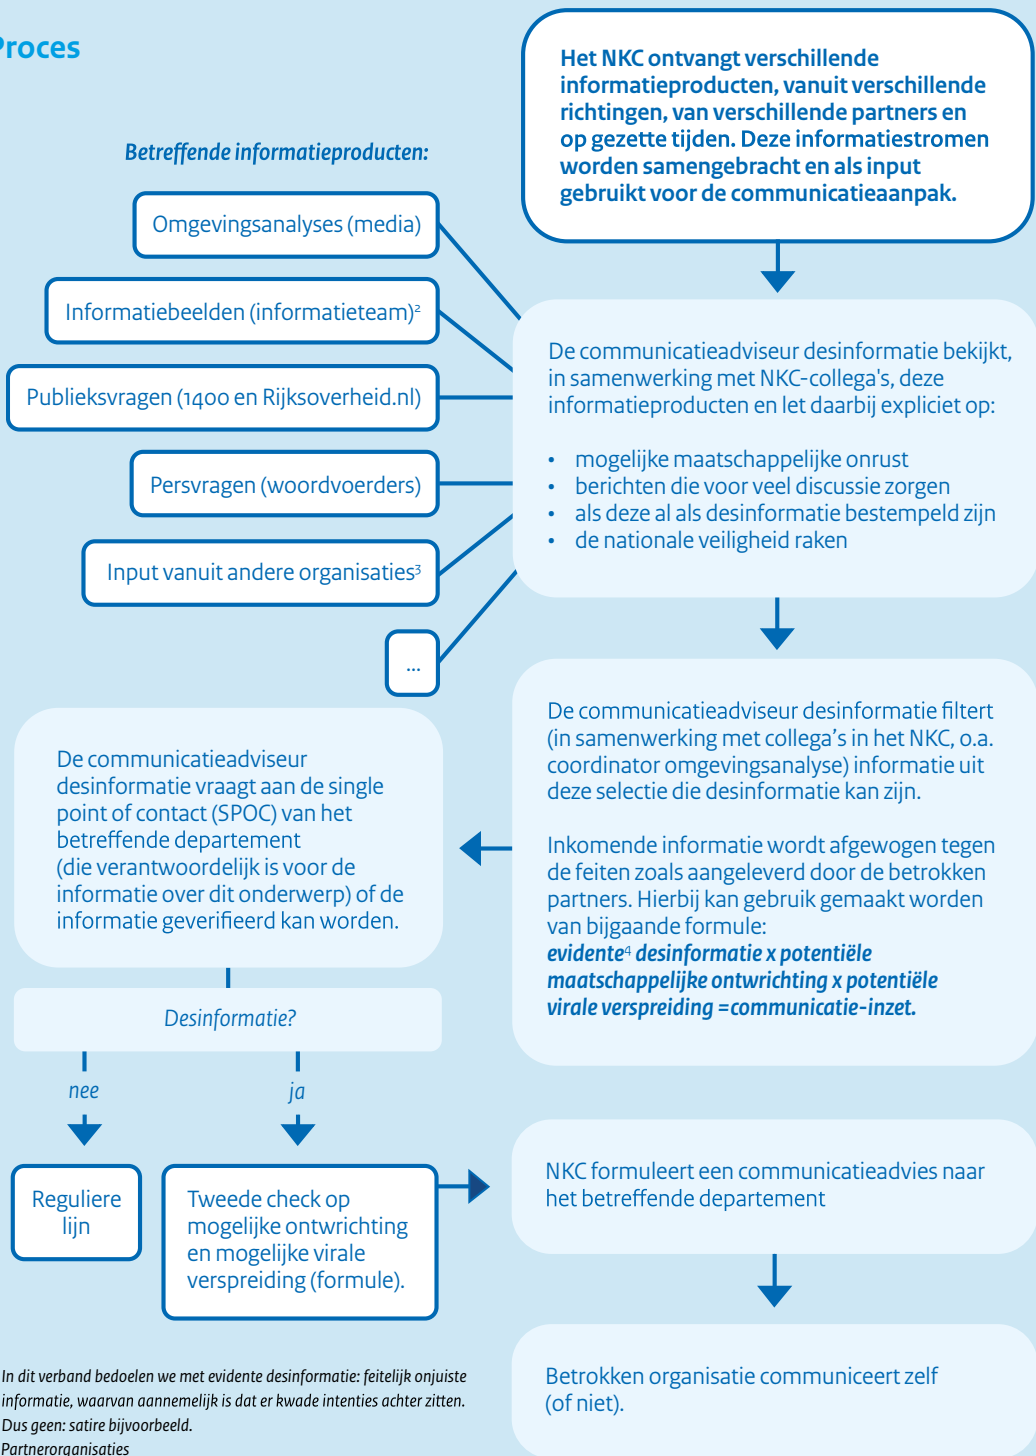 Proces
Het NKC ontvangt verschillende
informatieproducten, vanuit verschillende
richtingen, van verschillende partners en
op gezette tijden. Deze informatiestromen
worden samengebracht en als input
gebruikt voor de communicatieaanpak.
Betreffende informatieproducten:
Omgevingsanalyses (media)
Informatiebeelden (informatieteam)²
Publieksvragen (1400 en Rijksoverheid.nl)
Persvragen (woordvoerders)
Input vanuit andere organisaties³
...
De communicatieadviseur desinformatie bekijkt,
in samenwerking met NKC-collega's, deze
informatieproducten en let daarbij expliciet op:
• mogelijke maatschappelijke onrust
• berichten die voor veel discussie zorgen
• als deze al als desinformatie bestempeld zijn
• de nationale veiligheid raken
De communicatieadviseur desinformatie filtert
(in samenwerking met collega’s in het NKC, o.a.
coordinator omgevingsanalyse) informatie uit
deze selectie die desinformatie kan zijn.
Inkomende informatie wordt afgewogen tegen
de feiten zoals aangeleverd door de betrokken
partners. Hierbij kan gebruik gemaakt worden
van bijgaande formule:
evidente⁴ desinformatie x potentiële
maatschappelijke ontwrichting x potentiële
virale verspreiding =communicatie-inzet.
De communicatieadviseur
desinformatie vraagt aan de single
point of contact (SPOC) van het
betreffende departement
(die verantwoordelijk is voor de
informatie over dit onderwerp) of de
informatie geverifieerd kan worden.
Desinformatie?
nee
ja
Reguliere
lijn
Tweede check op
mogelijke ontwrichting
en mogelijke virale
verspreiding (formule).
NKC formuleert een communicatieadvies naar
het betreffende departement
Betrokken organisatie communiceert zelf
(of niet).
In dit verband bedoelen we met evidente desinformatie: feitelijk onjuiste
informatie, waarvan aannemelijk is dat er kwade intenties achter zitten.
Dus geen: satire bijvoorbeeld.
Partnerorganisaties